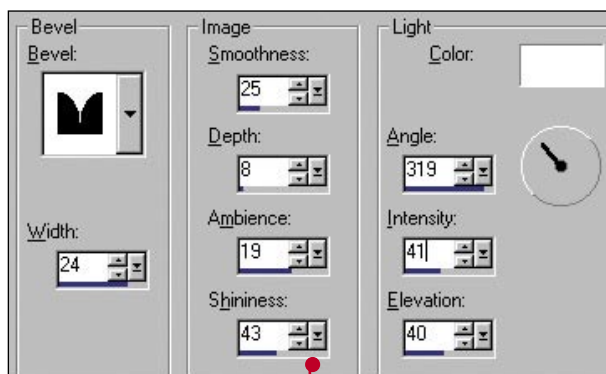 Bevel
Bevel:
Width:
24
Image
Smoothness:
25
Depth:
8
Ambience:
19
Shininess:
43
Light
Color:
Angle:
319
Intensity:
41
Elevation:
40